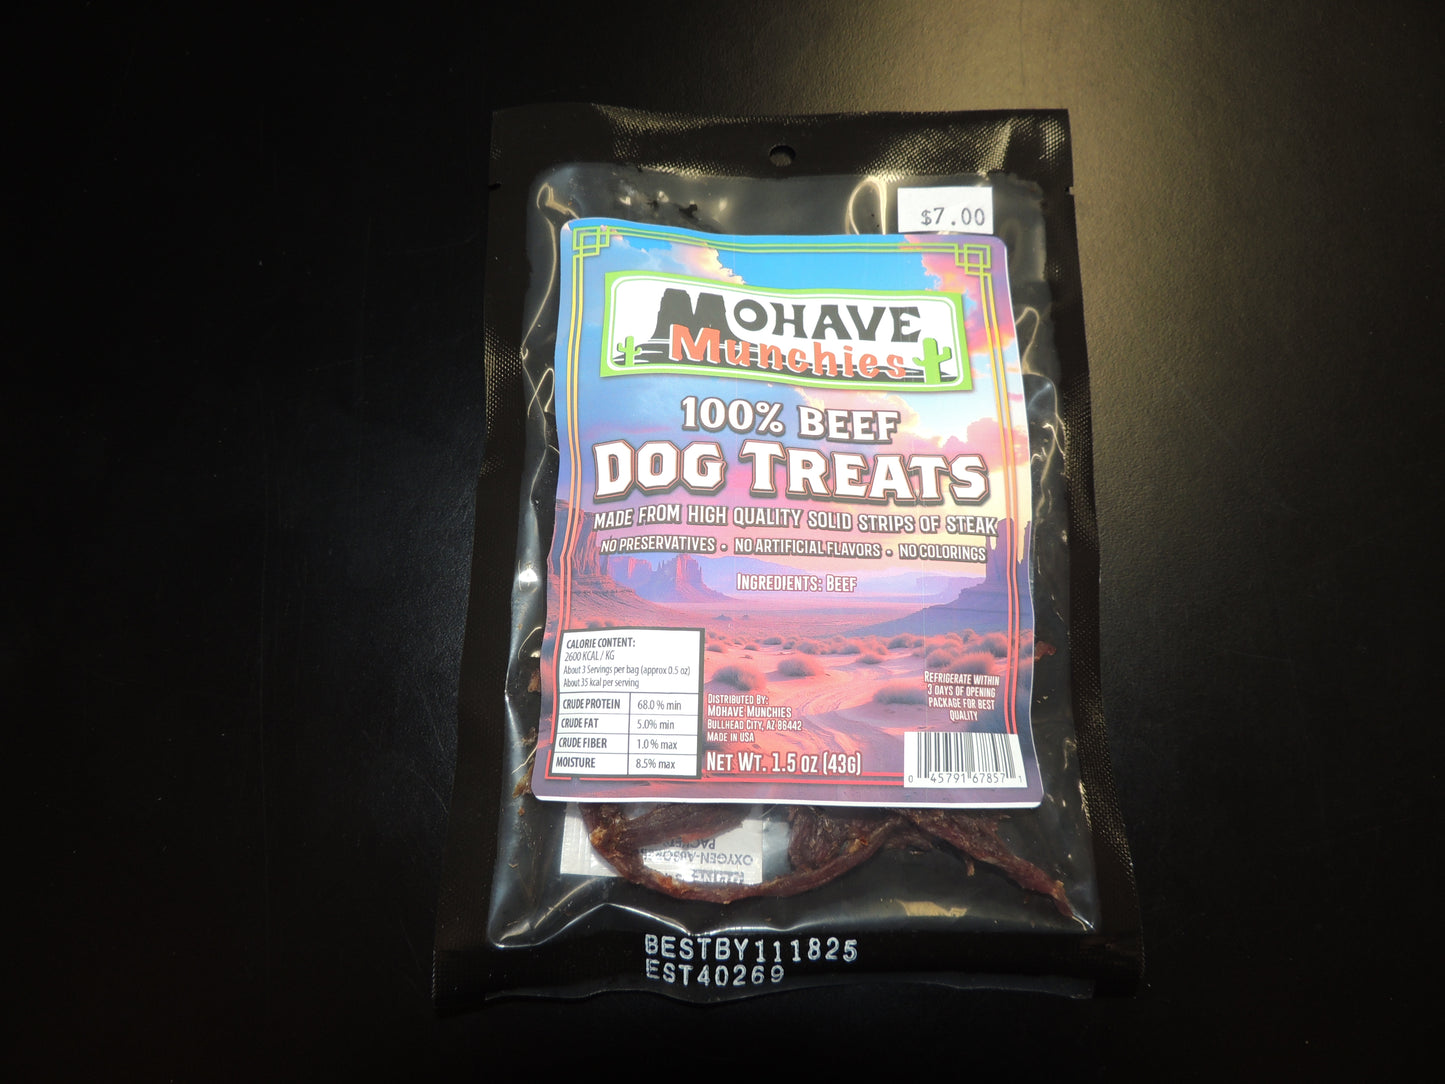 $7.00
MOHAVE
Munchies
100% BEEF
DOG TREATS
MADE FROM HIGH QUALITY SOLID STRIPS OF STEAK
NO PRESERVATIVES • NO ARTIFICIAL FLAVORS • NO COLORINGS
INGREDIENTS: BEEF
CALORIE CONTENT:
2600 KCAL / KG
About 3 Servings per bag (approx 0.5 oz)
About 35 kcal per serving
CRUDE PROTEIN 68.0 % min
CRUDE FAT 5.0% min
CRUDE FIBER 1.0 % max
MOISTURE 8.5% max
DISTRIBUTED BY:
MOHAVE MUNCHIES
BULLHEAD CITY, AZ 86442
MADE IN USA
NET WT. 1.5 OZ (43G)
REFRIGERATE WITHIN
3 DAYS OF OPENING
PACKAGE FOR BEST
QUALITY
0 45791 67857 1
PACKET
OXYGEN-ABSO
BESTBY111825
EST40269